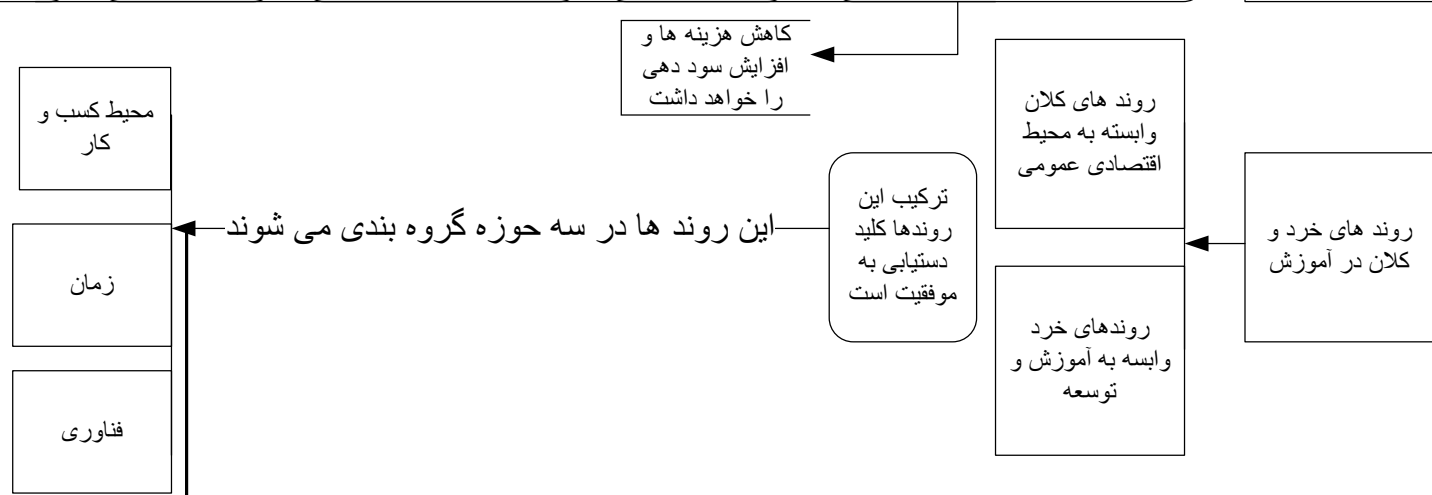 کاهش هزینه ها و
افزایش سود دهی
را خواهد داشت
روند های خرد و
کلان در آموزش
روند های کلان
وابسته به محیط
اقتصادی عمومی
روندهای خرد
وابسه به آموزش و
توسعه
ترکیب این
روندها کلید
دستیابی به
موفقیت است
این روند ها در سه حوزه گروه بندی می شوند
محیط کسب و
کار
زمان
فناوری